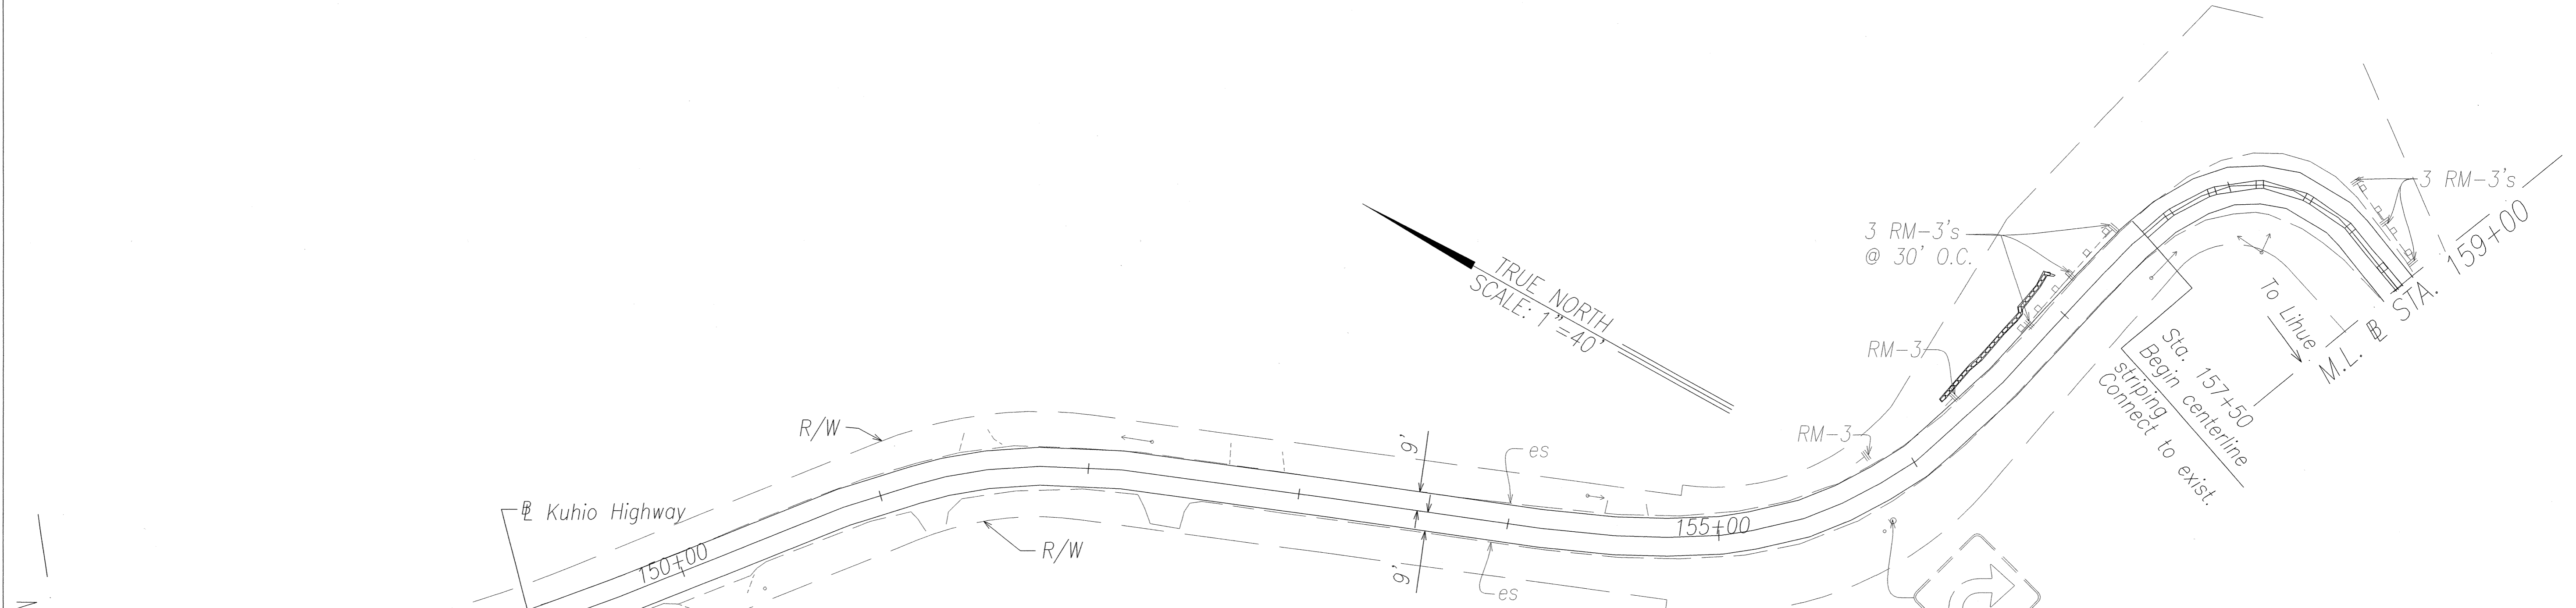 3 RM-3's
159+00
3 RM-3's
@ 30' O.C.
TRUE NORTH
SCALE: 1"=40'
To Lihue
STA.
M.L. ℄
RM-3
Sta. 157+50
Begin centerline
striping
Connect to exist.
R/W
RM-3
9'
es
℄ Kuhio Highway
155+00
150+00
R/W
9'
es